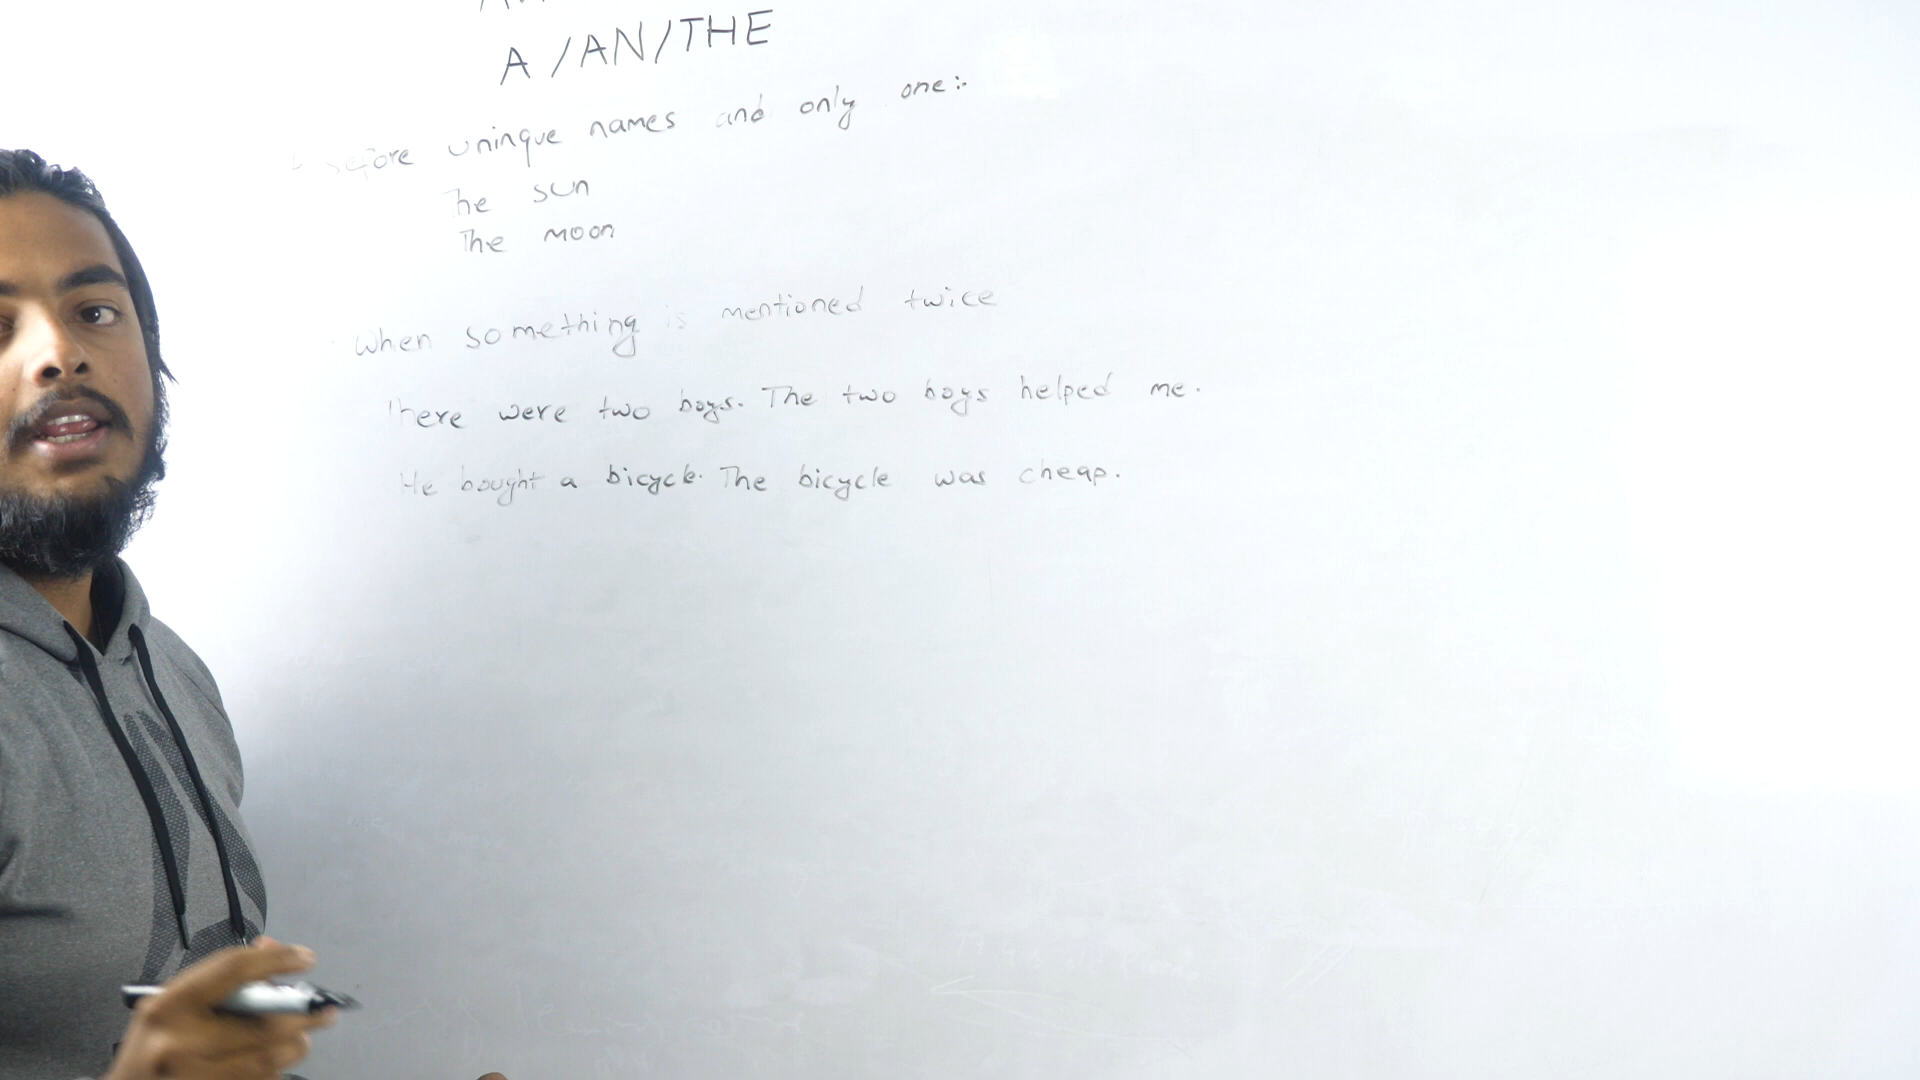 A/AN/THE
before uninque names and only one:-
The sun
The moon
When something is mentioned twice
There were two boys. The two boys helped me.
He bought a bicycle. The bicycle was cheap.